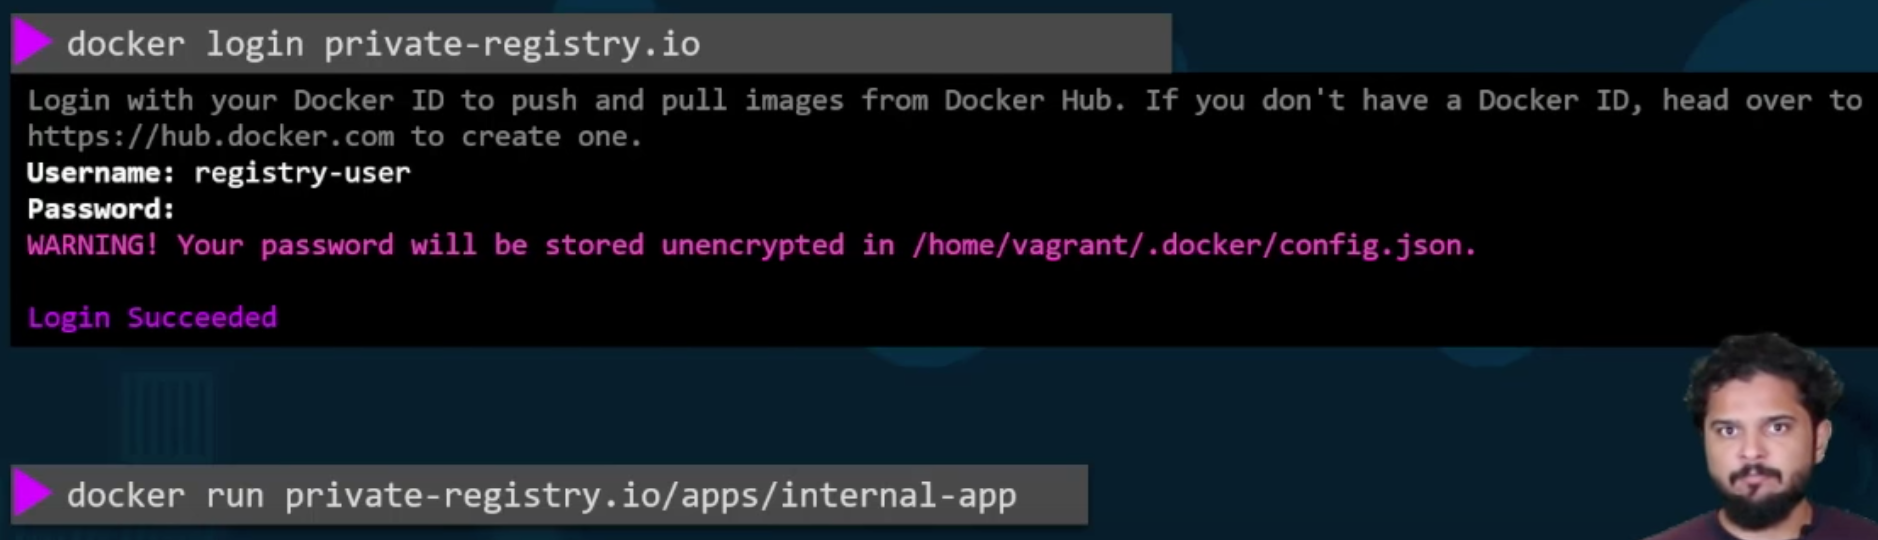 docker login private-registry.io
Login with your Docker ID to push and pull images from Docker Hub. If you don't have a Docker ID, head over to
https://hub.docker.com to create one.
Username: registry-user
Password:
WARNING! Your password will be stored unencrypted in /home/vagrant/.docker/config.json.
Login Succeeded
docker run private-registry.io/apps/internal-app